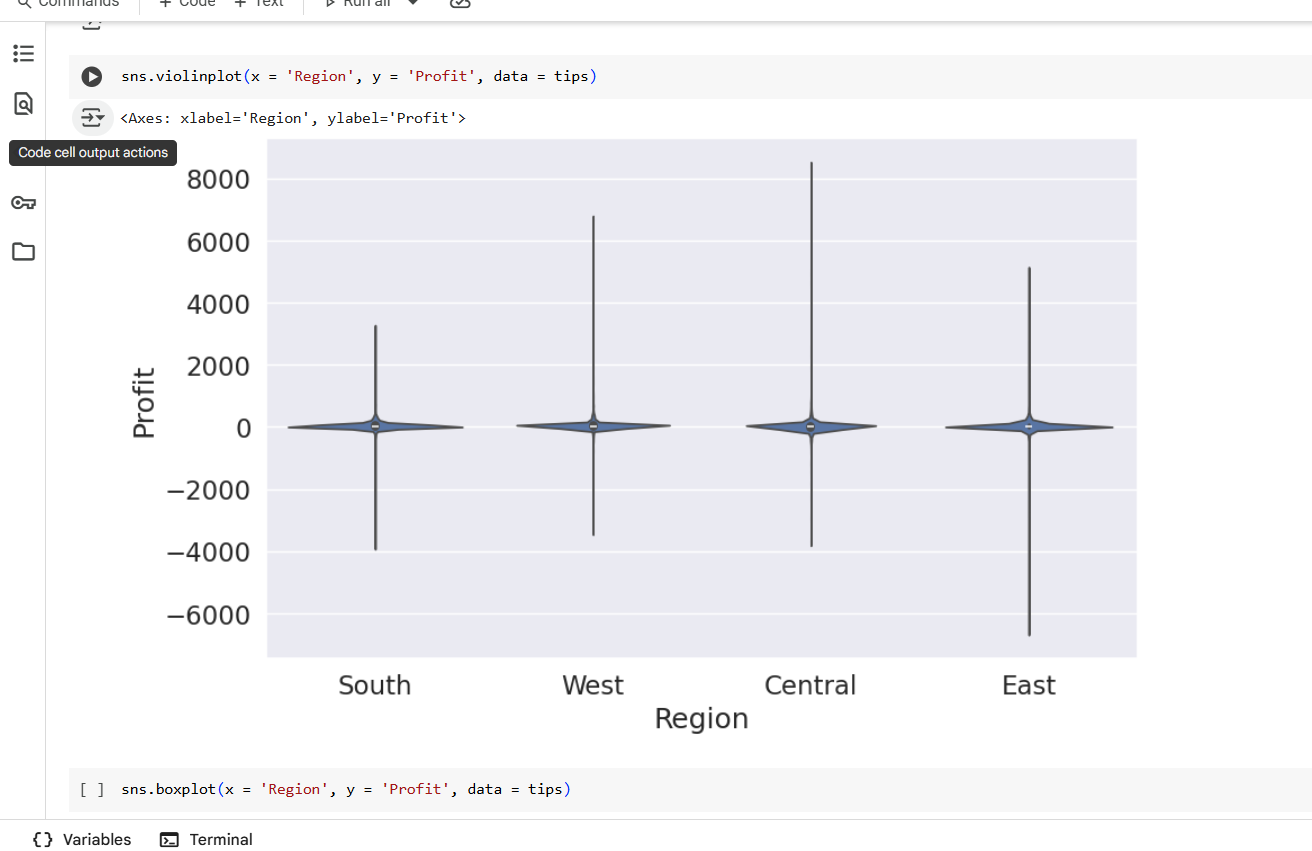 Commands + Code + Text Run all
sns.violinplot(x = 'Region', y = 'Profit', data = tips)
<Axes: xlabel='Region', ylabel='Profit'>
Code cell output actions
8000
6000
4000
2000
0
−2000
−4000
−6000
Profit
South West Central East
Region
[ ] sns.boxplot(x = 'Region', y = 'Profit', data = tips)
Variables Terminal